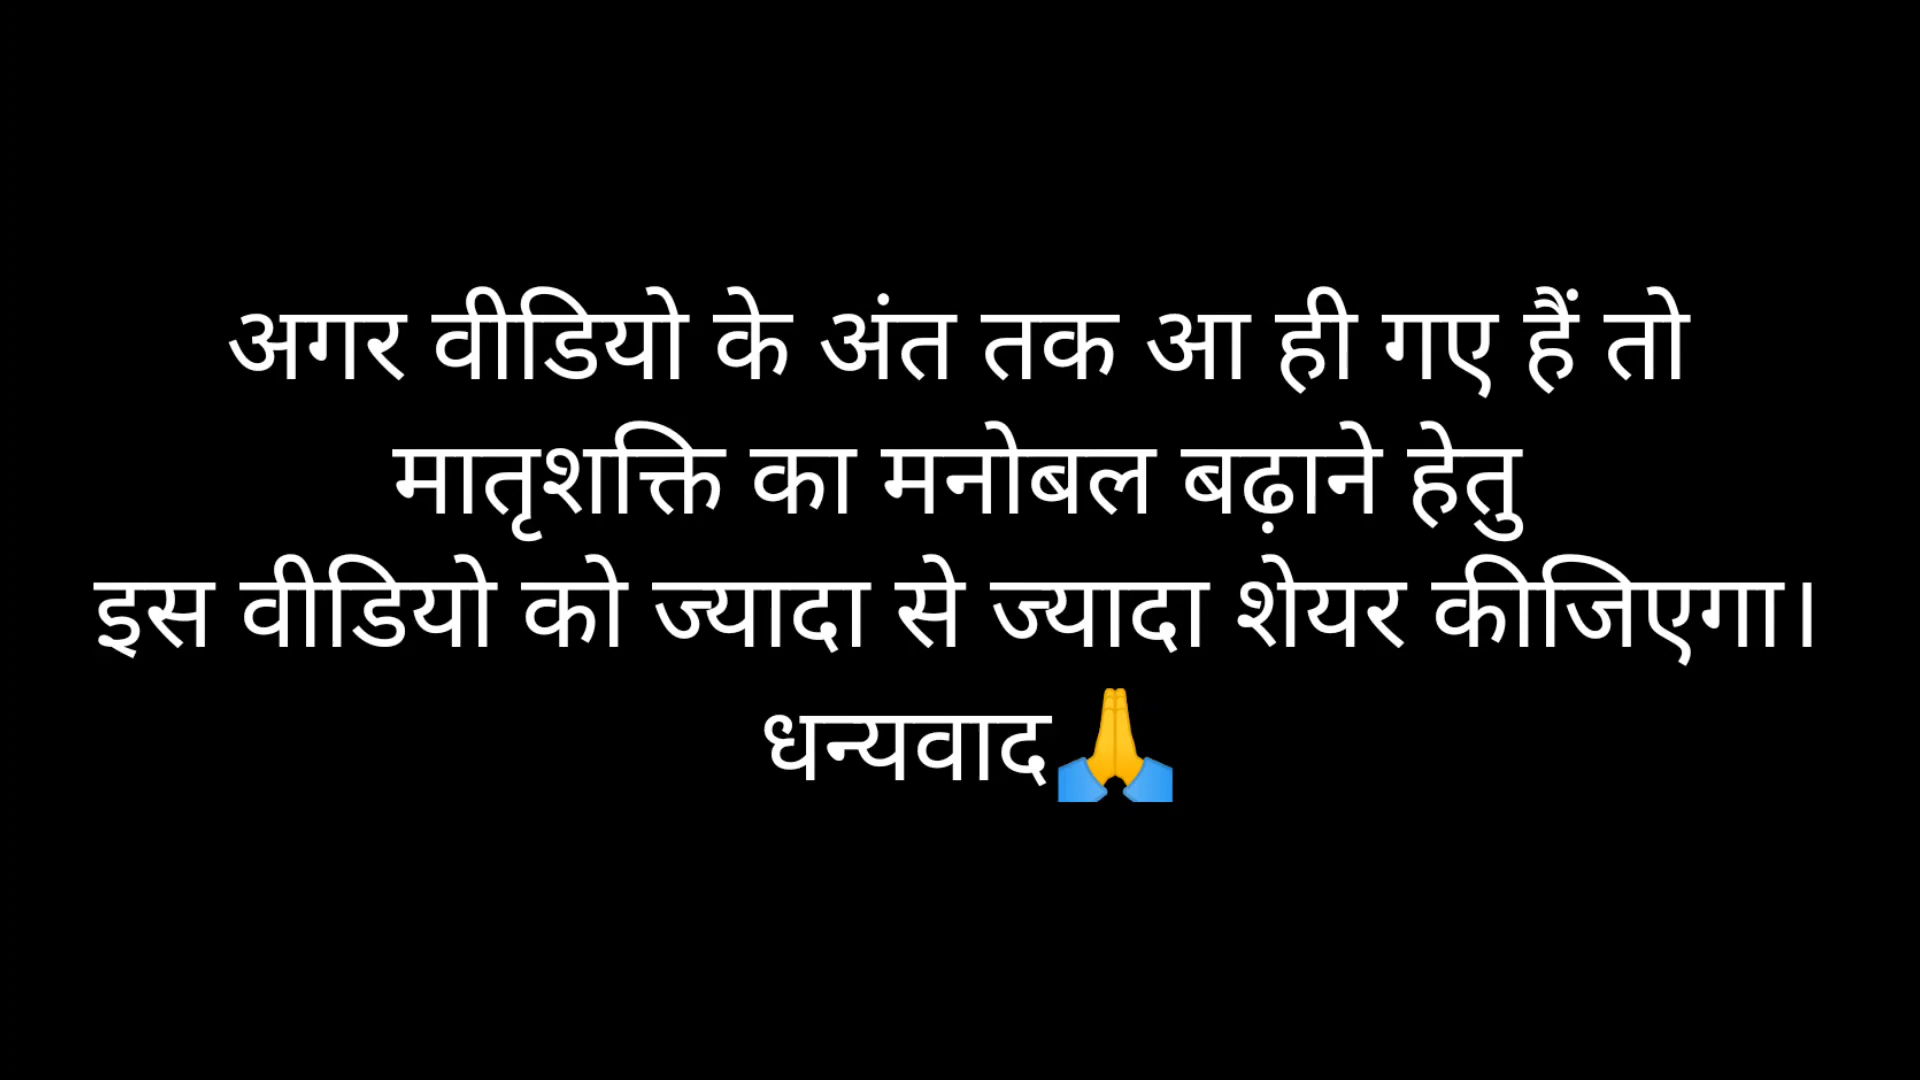 अगर वीडियो के अंत तक आ ही गए हैं तो
मातृशक्ति का मनोबल बढ़ाने हेतु
इस वीडियो को ज्यादा से ज्यादा शेयर कीजिएगा।
धन्यवाद🙏